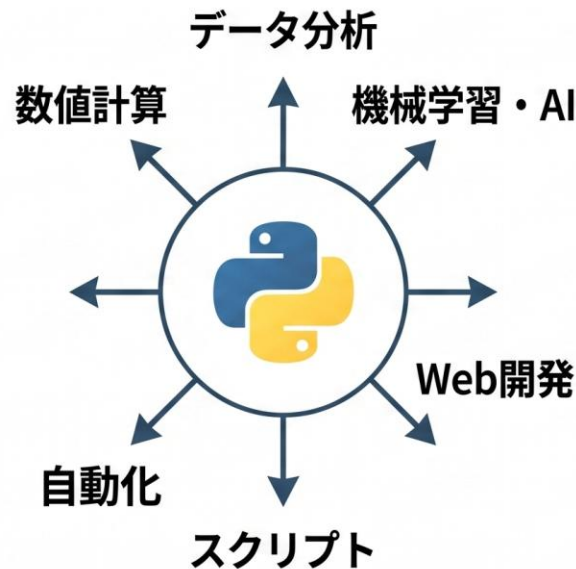 データ分析
数値計算
機械学習・AI
Web開発
自動化
スクリプト